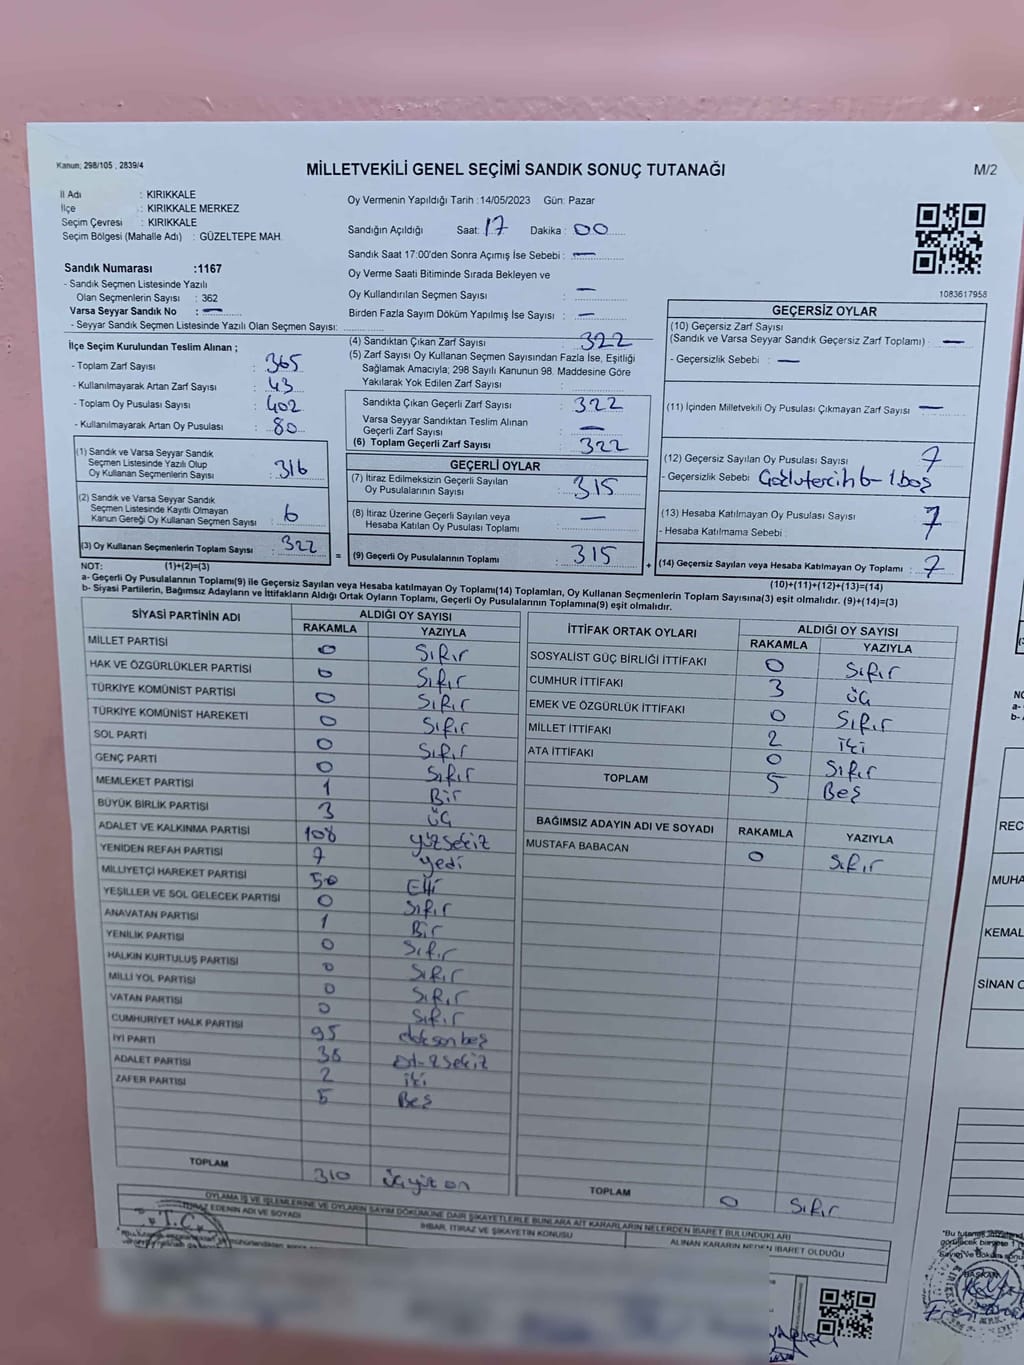 Kanun; 298/105 , 2839/4
MİLLETVEKİLİ GENEL SEÇİMİ SANDIK SONUÇ TUTANAĞI
M/2
İl Adı : KIRIKKALE
İlçe : KIRIKKALE MERKEZ
Seçim Çevresi : KIRIKKALE
Seçim Bölgesi (Mahalle Adı) : GÜZELTEPE MAH.
Sandık Numarası :1167
- Sandık Seçmen Listesinde Yazılı
Olan Seçmenlerin Sayısı : 362
Varsa Seyyar Sandık No : —
- Seyyar Sandık Seçmen Listesinde Yazılı Olan Seçmen Sayısı:
Oy Vermenin Yapıldığı Tarih :14/05/2023 Gün: Pazar
Sandığın Açıldığı Saat: 17 Dakika : 00
Sandık Saat 17:00'den Sonra Açımış İse Sebebi : —
Oy Verme Saati Bitiminde Sırada Bekleyen ve
Oy Kullandırılan Seçmen Sayısı : —
Birden Fazla Sayım Döküm Yapılmış İse Sayısı : —
1083617958
İlçe Seçim Kurulundan Teslim Alınan ;
- Toplam Zarf Sayısı : 365
- Kullanılmayarak Artan Zarf Sayısı : 43
- Toplam Oy Pusulası Sayısı : 402
- Kullanılmayarak Artan Oy Pusulası : 80
(1) Sandık ve Varsa Seyyar Sandık
Seçmen Listesinde Yazılı Olup
Oy Kullanan Seçmenlerin Sayısı : 316
(2) Sandık ve Varsa Seyyar Sandık
Seçmen Listesinde Kayıtlı Olmayan
Kanun Gereği Oy Kullanan Seçmen Sayısı : 6
(3) Oy Kullanan Seçmenlerin Toplam Sayısı : 322
(4) Sandıktan Çıkan Zarf Sayısı : 322
(5) Zarf Sayısı Oy Kullanan Seçmen Sayısından Fazla İse, Eşitliği
Sağlamak Amacıyla; 298 Sayılı Kanunun 98. Maddesine Göre
Yakılarak Yok Edilen Zarf Sayısı :
Sandıkta Çıkan Geçerli Zarf Sayısı : 322
Varsa Seyyar Sandıktan Teslim Alınan
Geçerli Zarf Sayısı : —
(6) Toplam Geçerli Zarf Sayısı : 322
GEÇERLİ OYLAR
(7) İtiraz Edilmeksizin Geçerli Sayılan
Oy Pusulalarının Sayısı : 315
(8) İtiraz Üzerine Geçerli Sayılan veya
Hesaba Katılan Oy Pusulası Toplamı : —
= (9) Geçerli Oy Pusulalarının Toplamı : 315 +
GEÇERSİZ OYLAR
(10) Geçersiz Zarf Sayısı
(Sandık ve Varsa Seyyar Sandık Geçersiz Zarf Toplamı) : —
- Geçersizlik Sebebi : —
(11) İçinden Milletvekili Oy Pusulası Çıkmayan Zarf Sayısı : —
(12) Geçersiz Sayılan Oy Pusulası Sayısı : 7
- Geçersizlik Sebebi : 6 - 1 boş
(13) Hesaba Katılmayan Oy Pusulası Sayısı : 7
- Hesaba Katılmama Sebebi :
(14) Geçersiz Sayılan veya Hesaba Katılmayan Oy Toplamı : 7
NOT: (1)+(2)=(3)
(10)+(11)+(12)+(13)=(14)
a- Geçerli Oy Pusulalarının Toplamı(9) ile Geçersiz Sayılan veya Hesaba katılmayan Oy Toplamı(14) Toplamları, Oy Kullanan Seçmenlerin Toplam Sayısına(3) eşit olmalıdır. (9)+(14)=(3)
b- Siyasi Partilerin, Bağımsız Adayların ve İttifakların Aldığı Ortak Oyların Toplamı, Geçerli Oy Pusulalarının Toplamına(9) eşit olmalıdır.
SİYASİ PARTİNİN ADI ALDIĞI OY SAYISI
RAKAMLA YAZIYLA
MİLLET PARTİSİ 0 Sıfır
HAK VE ÖZGÜRLÜKLER PARTİSİ 0 Sıfır
TÜRKİYE KOMÜNİST PARTİSİ 0 Sıfır
TÜRKİYE KOMÜNİST HAREKETİ 0 Sıfır
SOL PARTİ 0 Sıfır
GENÇ PARTİ 0 Sıfır
MEMLEKET PARTİSİ 1 Bir
BÜYÜK BİRLİK PARTİSİ 3 üç
ADALET VE KALKINMA PARTİSİ 108 yüzsekiz
YENİDEN REFAH PARTİSİ 7 yedi
MİLLİYETÇİ HAREKET PARTİSİ 50 Elli
YEŞİLLER VE SOL GELECEK PARTİSİ 0 Sıfır
ANAVATAN PARTİSİ 1 Bir
YENİLİK PARTİSİ 0 Sıfır
HALKIN KURTULUŞ PARTİSİ 0 Sıfır
MİLLİ YOL PARTİSİ 0 Sıfır
VATAN PARTİSİ 0 Sıfır
CUMHURİYET HALK PARTİSİ 95 doksanbeş
İYİ PARTİ 38 otuzsekiz
ADALET PARTİSİ 2 iki
ZAFER PARTİSİ 5 Beş
TOPLAM 310 üçyüz on
İTTİFAK ORTAK OYLARI ALDIĞI OY SAYISI
RAKAMLA YAZIYLA
SOSYALİST GÜÇ BİRLİĞİ İTTİFAKI 0 Sıfır
CUMHUR İTTİFAKI 3 üç
EMEK VE ÖZGÜRLÜK İTTİFAKI 0 Sıfır
MİLLET İTTİFAKI 2 iki
ATA İTTİFAKI 0 Sıfır
TOPLAM 5 Beş
BAĞIMSIZ ADAYIN ADI VE SOYADI RAKAMLA YAZIYLA
MUSTAFA BABACAN 0 Sıfır
TOPLAM 0 Sıfır
OYLAMA İŞ VE İŞLEMLERİNE VE OYLARIN SAYIM DÖKÜMÜNE DAİR ŞİKAYETLERLE BUNLARA AİT KARARLARIN NELERDEN İBARET BULUNDUKLARI
EDENİN ADI VE SOYADI
İHBAR, İTİRAZ VE ŞİKAYETİN KONUSU
ALINAN KARARIN NEDEN İBARET OLDUĞU
T.C.
NO
a-
b-
REC
MUHA
KEMAL
SİNAN O
BAŞKAN